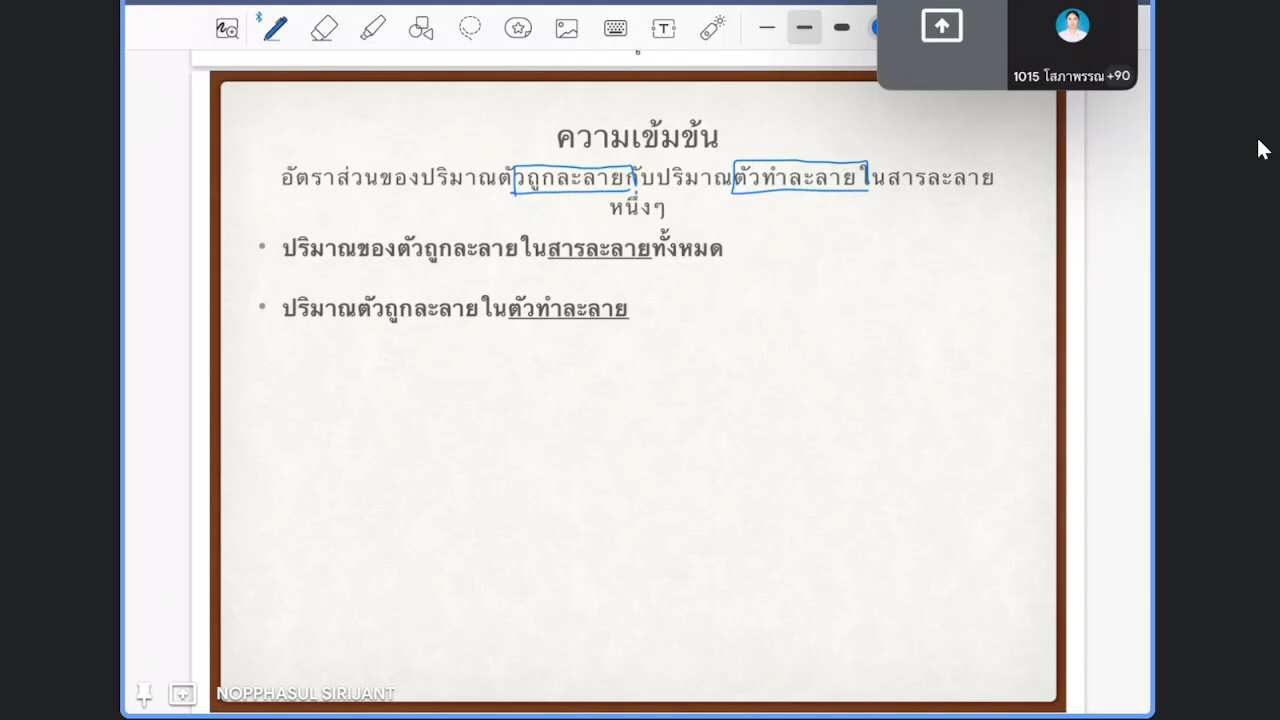 1015 โสภาพรรณ +90
ความเข้มข้น
อัตราส่วนของปริมาณตัวถูกละลายกับปริมาณตัวทำละลายในสารละลาย
หนึ่งๆ
• ปริมาณของตัวถูกละลายในสารละลายทั้งหมด
• ปริมาณตัวถูกละลายในตัวทำละลาย
NOPPHASUL SIRIJANT